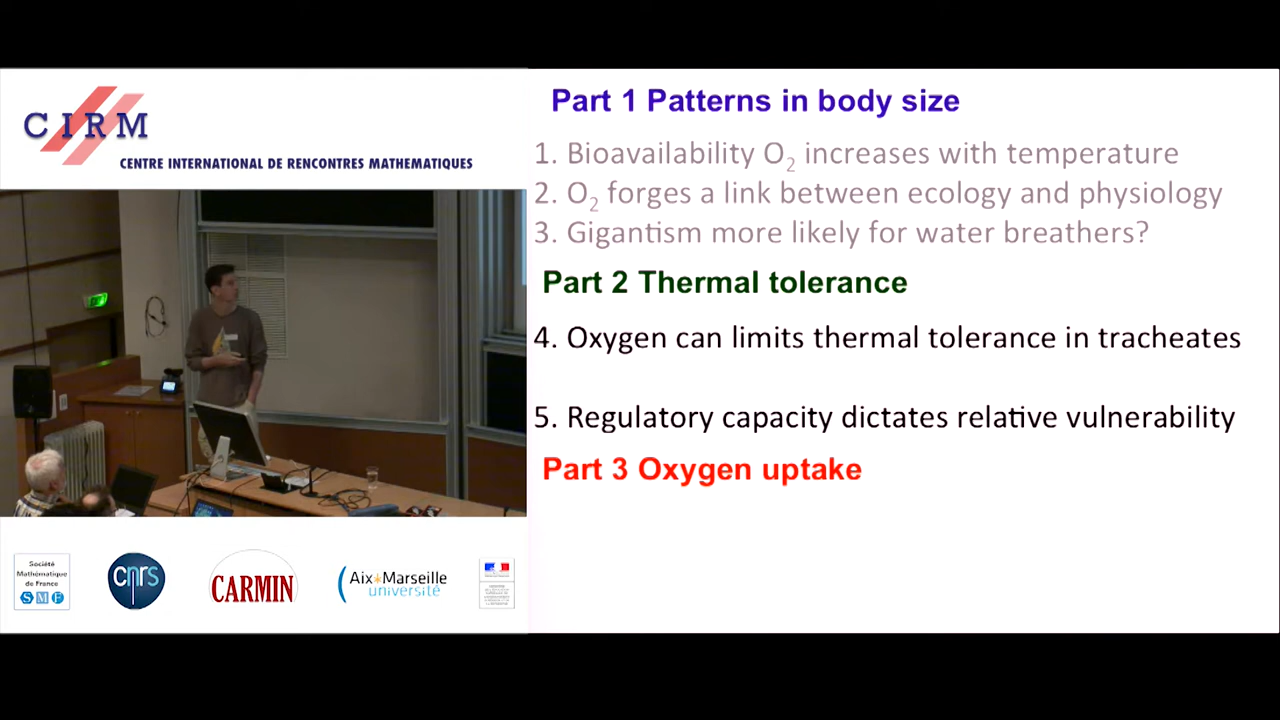 CIRM
CENTRE INTERNATIONAL DE RENCONTRES MATHEMATIQUES
Part 1 Patterns in body size
1. Bioavailability O2 increases with temperature
2. O2 forges a link between ecology and physiology
3. Gigantism more likely for water breathers?
Part 2 Thermal tolerance
4. Oxygen can limits thermal tolerance in tracheates
5. Regulatory capacity dictates relative vulnerability
Part 3 Oxygen uptake
Société
Mathématique
de France
SMF
cnrs
CARMIN
Aix*Marseille
université